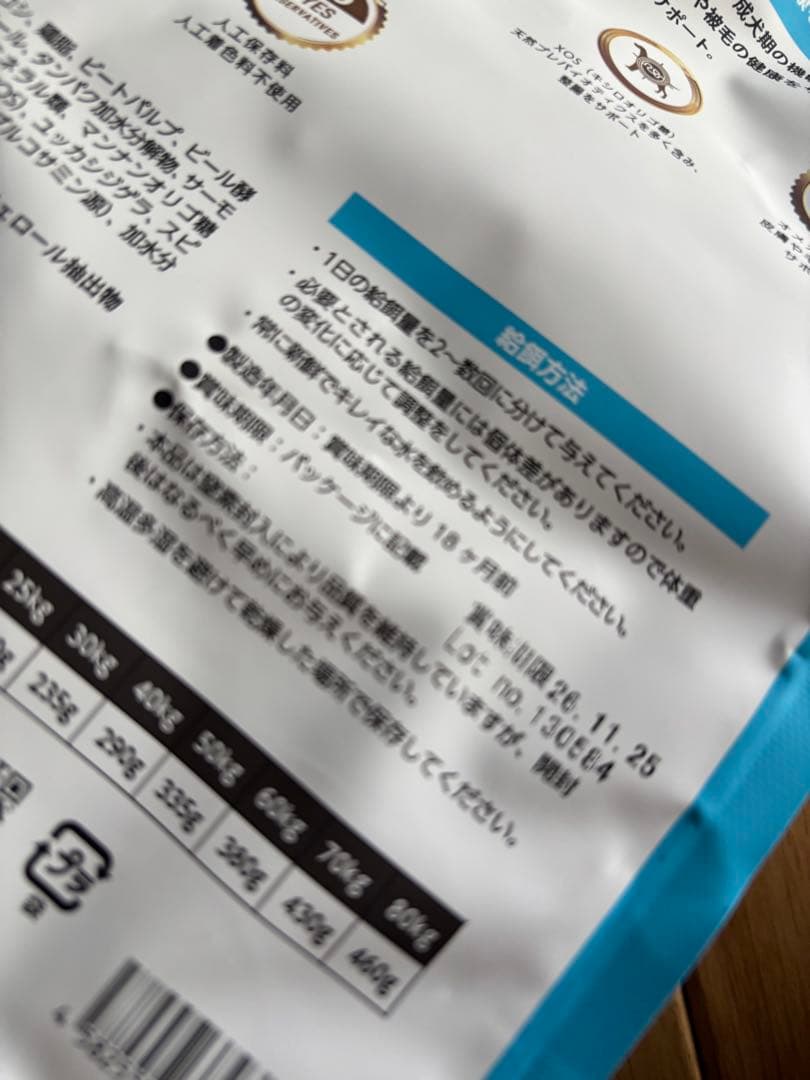 YES
人工保存料
人工着色料不使用
成犬期の機
や被毛の健康を
サポート。
XOS（キシロオリゴ糖）
天然プレバイオティクスを多く含み、
サポート
ビートパルプ、ビール酵
タンパク加水分解物、サーモ
ネラル類、マンナンオリゴ糖
ユッカシジゲラ、スピ
ルコサミン源）、加水分
ェロール抽出物
給餌方法
・1日の給餌量を2〜数回に分けて与えてください。
・必要とされる給餌量には個体差がありますので体重
の変化に応じて調整をしてください。
・常に新鮮でキレイな水を飲めるようにしてください。
●製造年月日：賞味期限より18ヶ月前
●賞味期限：パッケージに記載
●保存方法：
・本品は窒素封入により品質を維持していますが、開封
後はなるべく早めにお与えください。
・高温多湿を避けて乾燥した場所で保存してください。
賞味期限 26. 11. 25
Lot no. 130584
25kg 30kg 40kg 50kg 60kg 70kg 80kg
235g 290g 335g 380g 430g 460g
プラ
袋